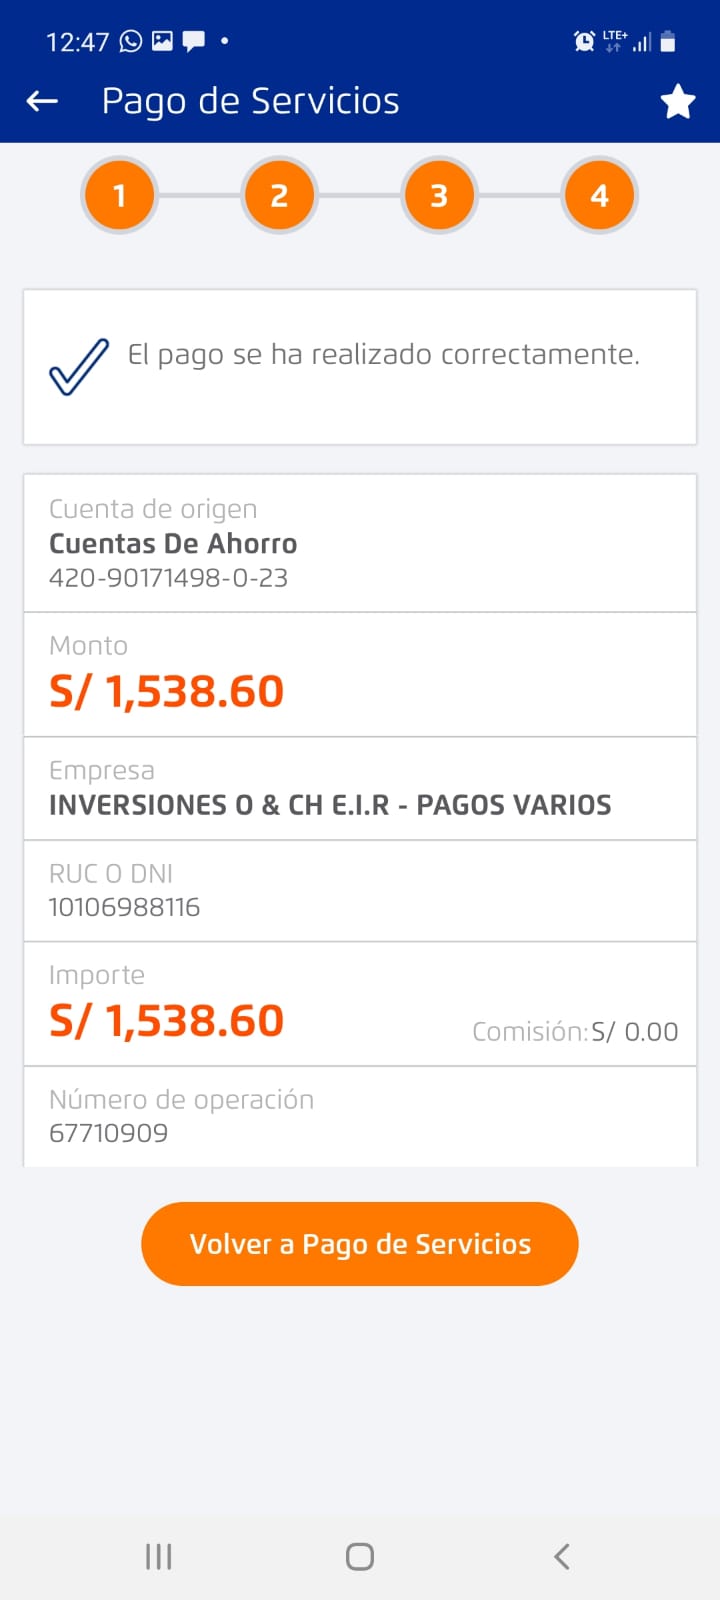 12:47
LTE+
Pago de Servicios
1 2 3 4
El pago se ha realizado correctamente.
Cuenta de origen
Cuentas De Ahorro
420-90171498-0-23
Monto
S/ 1,538.60
Empresa
INVERSIONES O & CH E.I.R - PAGOS VARIOS
RUC O DNI
10106988116
Importe
S/ 1,538.60
Comisión:S/ 0.00
Número de operación
67710909
Volver a Pago de Servicios